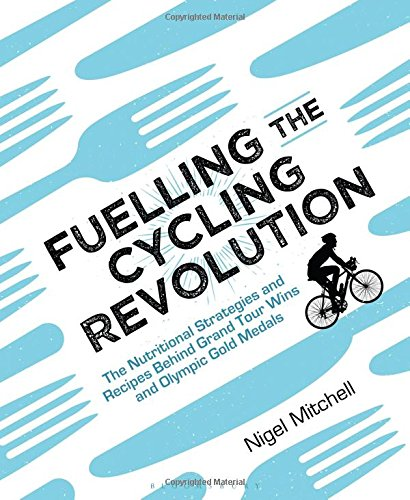 Copyrighted Material
FUELLING THE
CYCLING
REVOLUTION
The Nutritional Strategies and
Recipes Behind Grand Tour Wins
and Olympic Gold Medals
Nigel Mitchell
BLOOMSBURY
Copyrighted Material